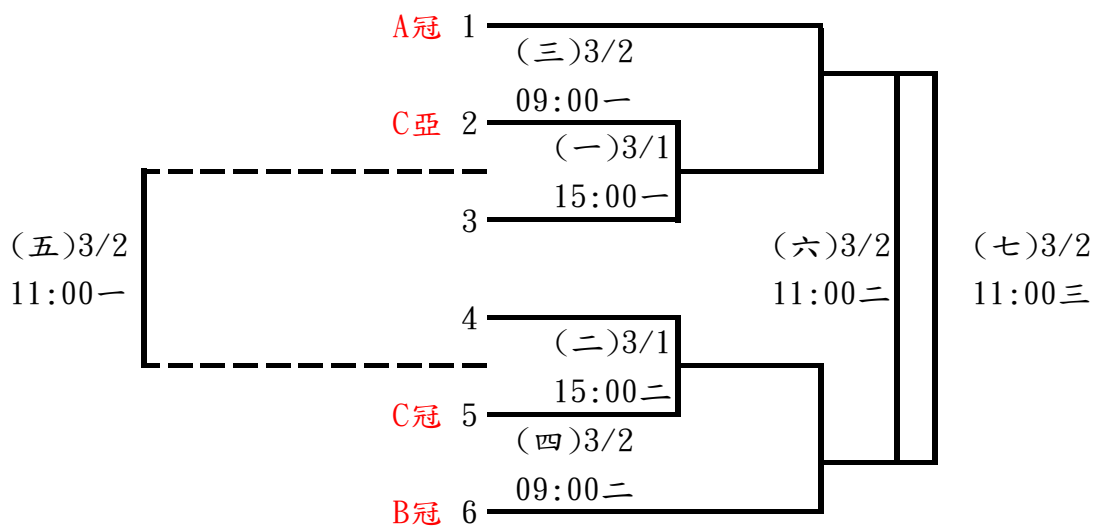 A冠 1
(三)3/2
09:00一
C亞 2
(一)3/1
15:00一
3
(五)3/2
11:00一
(六)3/2
11:00二
(七)3/2
11:00三
4
(二)3/1
15:00二
C冠 5
(四)3/2
09:00二
B冠 6